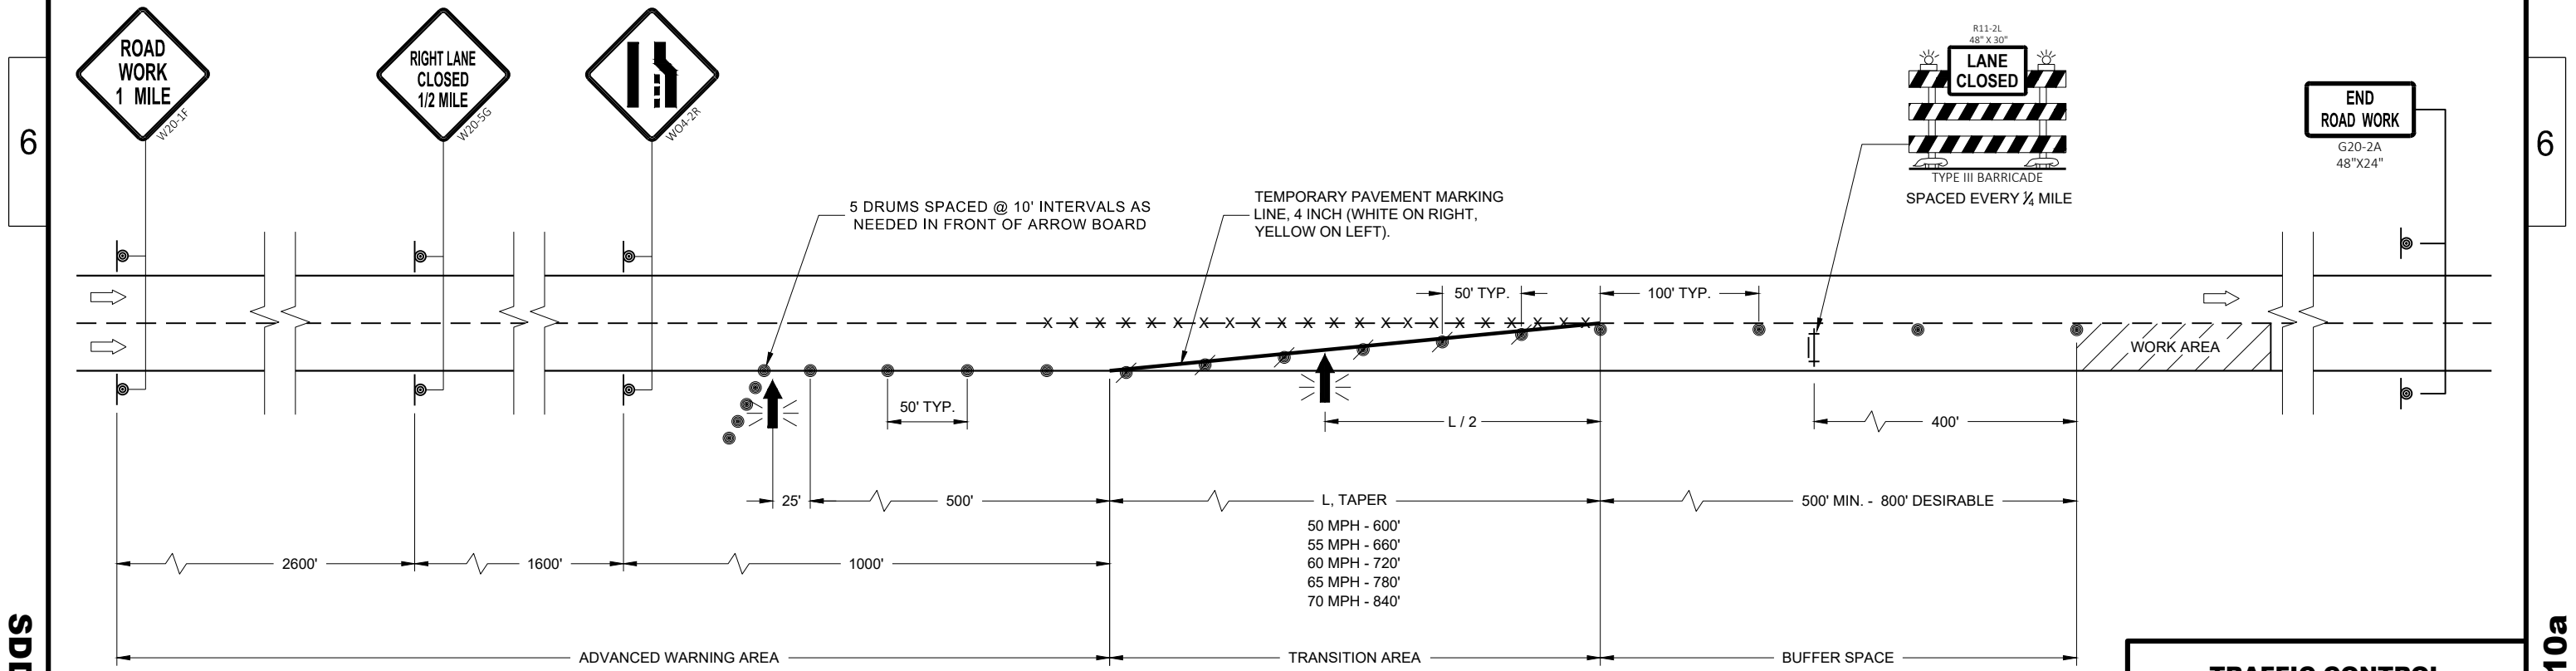 ROAD
WORK
1 MILE
W20-1F
RIGHT LANE
CLOSED
1/2 MILE
W20-5G
W04-2R
R11-2L
48" X 30"
LANE
CLOSED
TYPE III BARRICADE
SPACED EVERY 1/4 MILE
END
ROAD WORK
G20-2A
48"X24"
6
6
5 DRUMS SPACED @ 10' INTERVALS AS
NEEDED IN FRONT OF ARROW BOARD
TEMPORARY PAVEMENT MARKING
LINE, 4 INCH (WHITE ON RIGHT,
YELLOW ON LEFT).
50' TYP.
100' TYP.
X X X X X X X X X X X X X X X X X X X X X X
WORK AREA
50' TYP.
L / 2
400'
25'
500'
L, TAPER
500' MIN. - 800' DESIRABLE
50 MPH - 600'
55 MPH - 660'
60 MPH - 720'
65 MPH - 780'
70 MPH - 840'
2600'
1600'
1000'
ADVANCED WARNING AREA
TRANSITION AREA
BUFFER SPACE
SDD
10a
TRAFFIC CONTROL